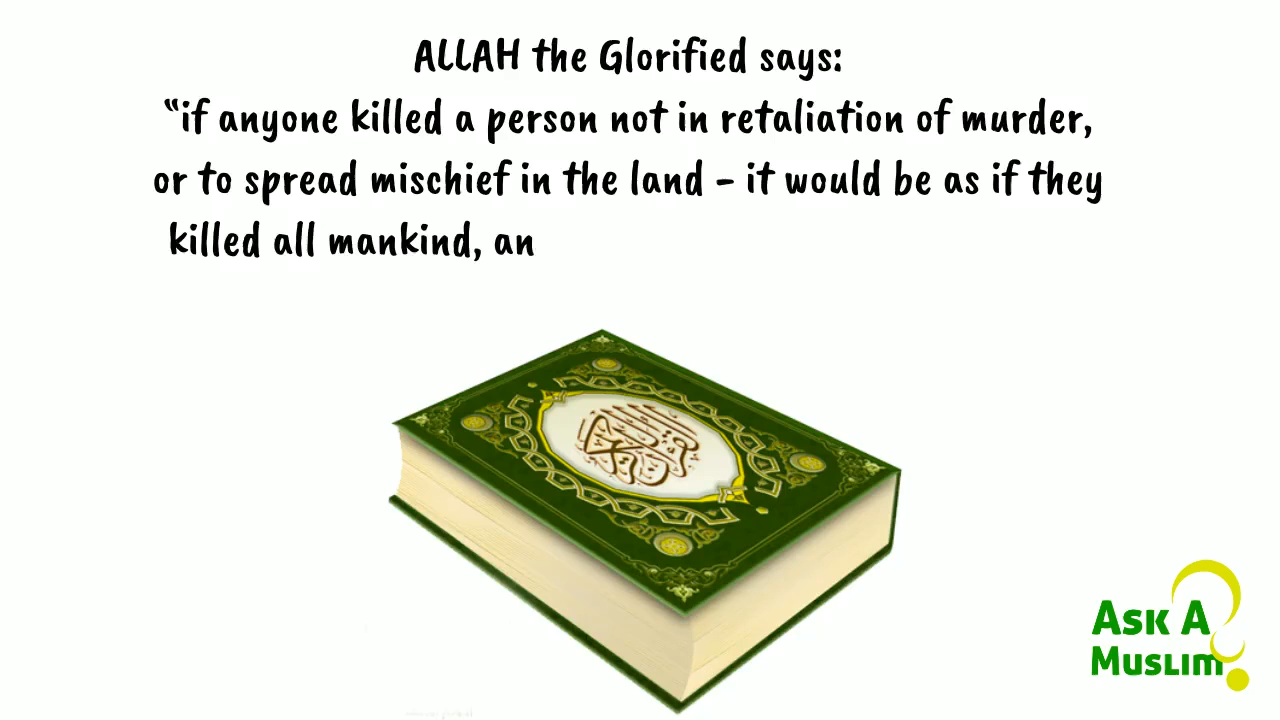 ALLAH the Glorified says:
“if anyone killed a person not in retaliation of murder,
or to spread mischief in the land - it would be as if they
killed all mankind, an
ASK A
MUSLIM